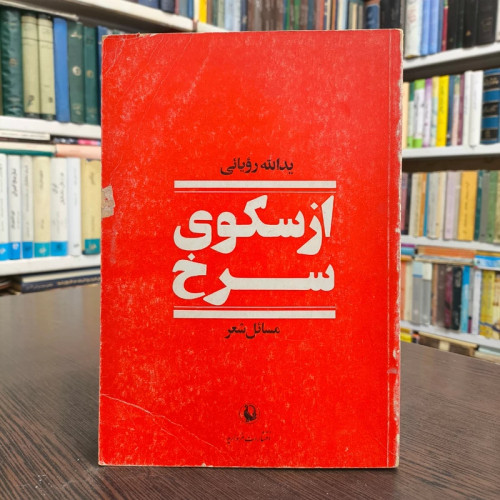 یدالله رؤیائی
از سکوی
سرخ
مسائل شعر